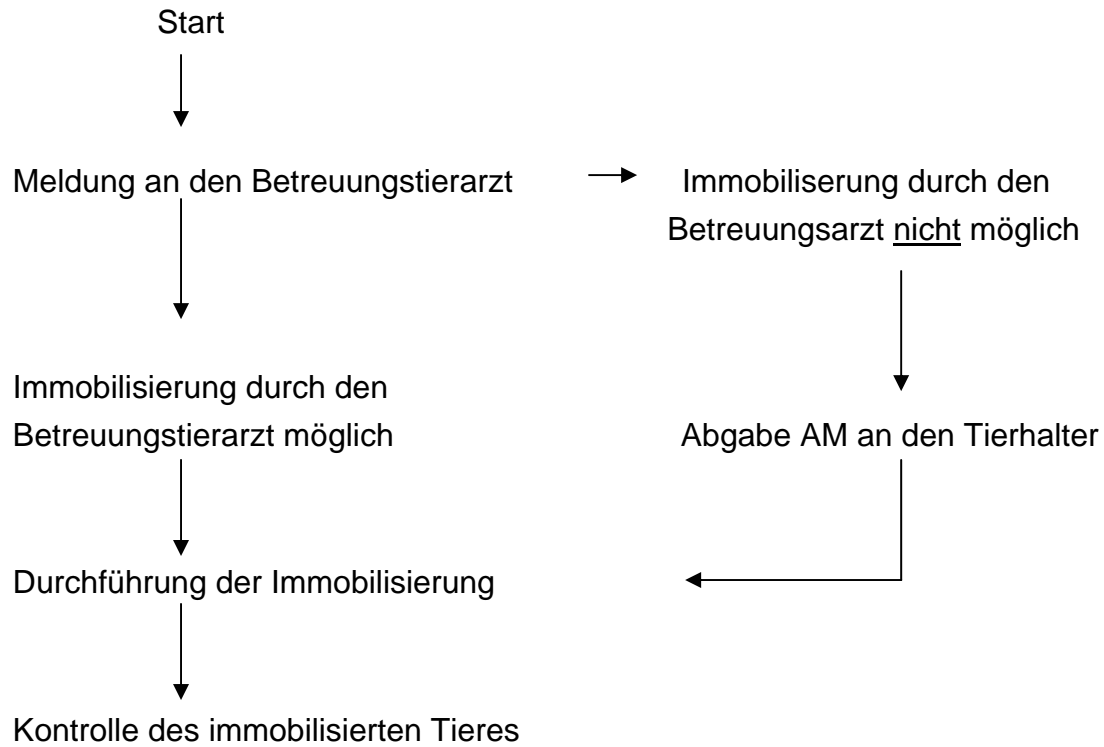 Start
Meldung an den Betreuungstierarzt
Immobiliserung durch den
Betreuungsarzt nicht möglich
Immobilisierung durch den
Betreuungstierarzt möglich
Abgabe AM an den Tierhalter
Durchführung der Immobilisierung
Kontrolle des immobilisierten Tieres